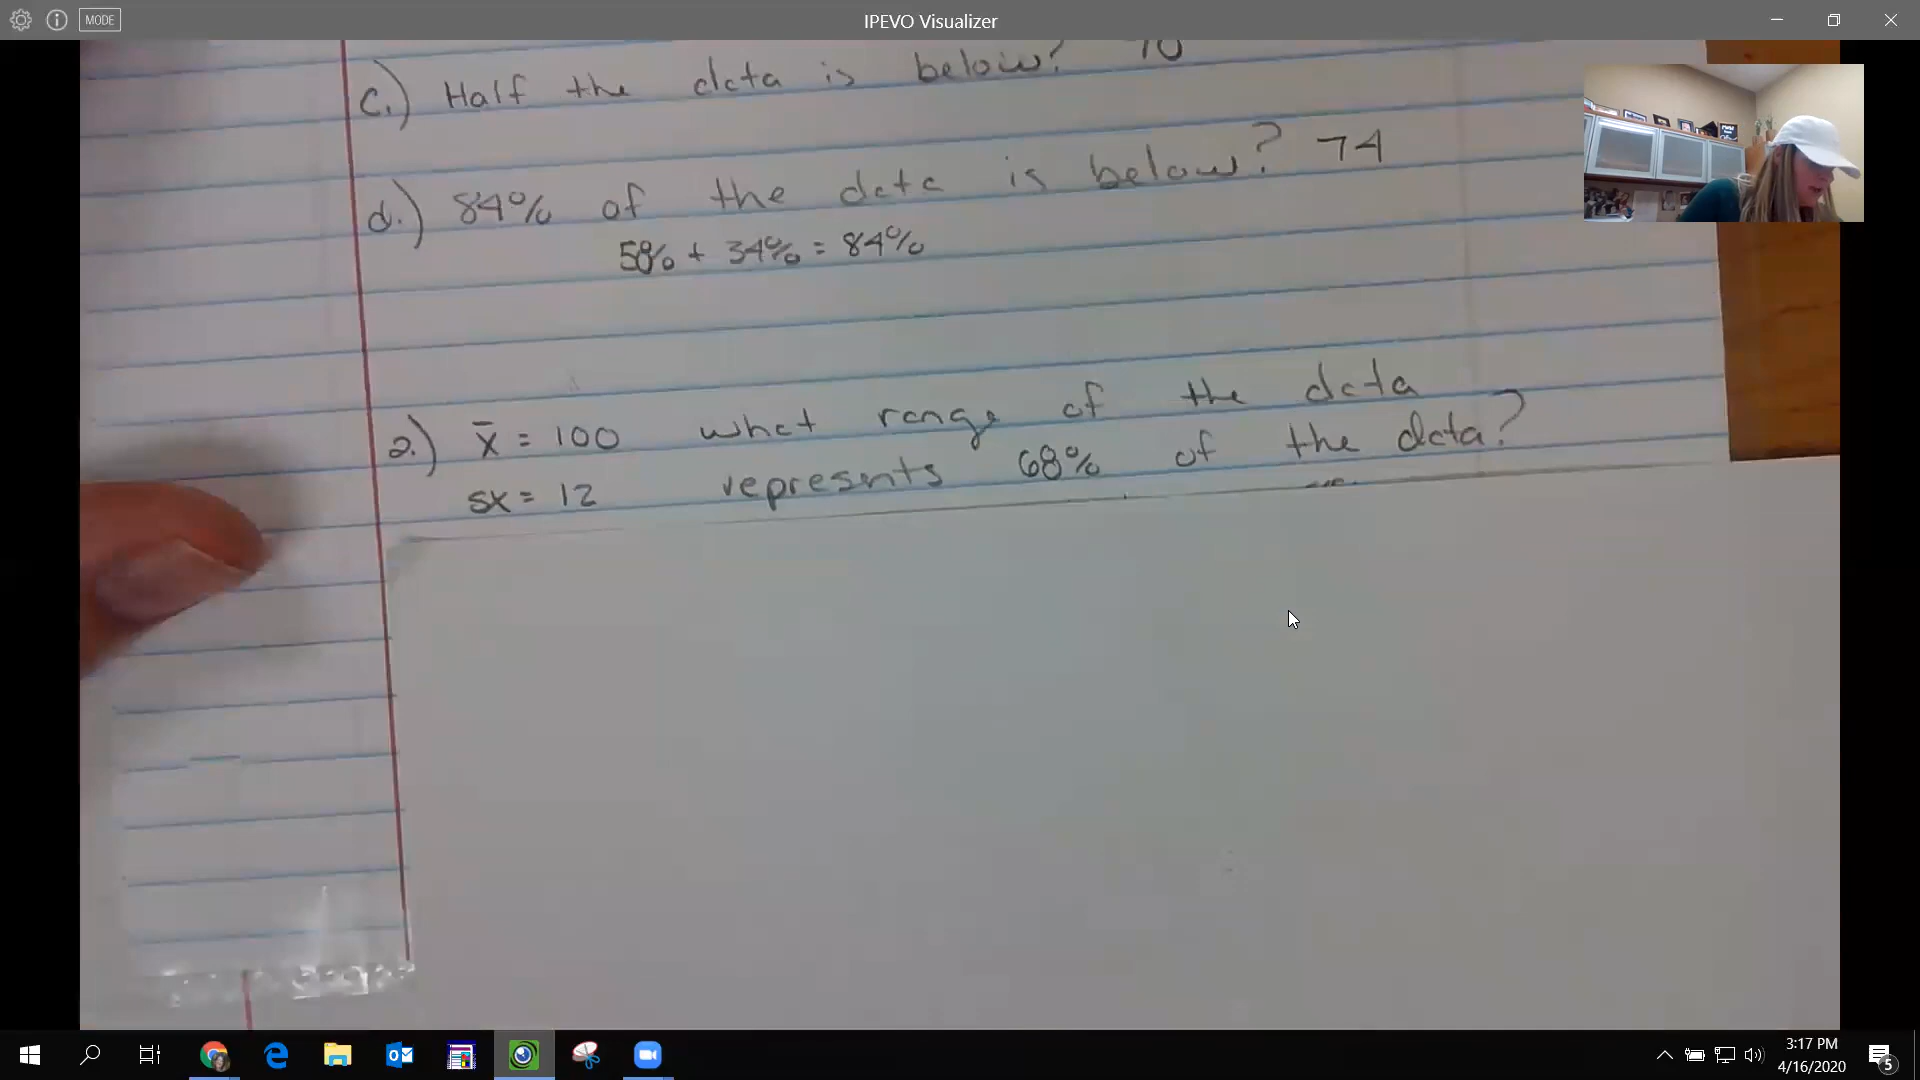 MODE
IPEVO Visualizer
C.) Half the data is below? 70
d.) 84% of the data is below? 74
50% + 34% = 84%
2.) x̄ = 100 what range of the data
sx = 12 represents 68% of the data?
3:17 PM
4/16/2020
5